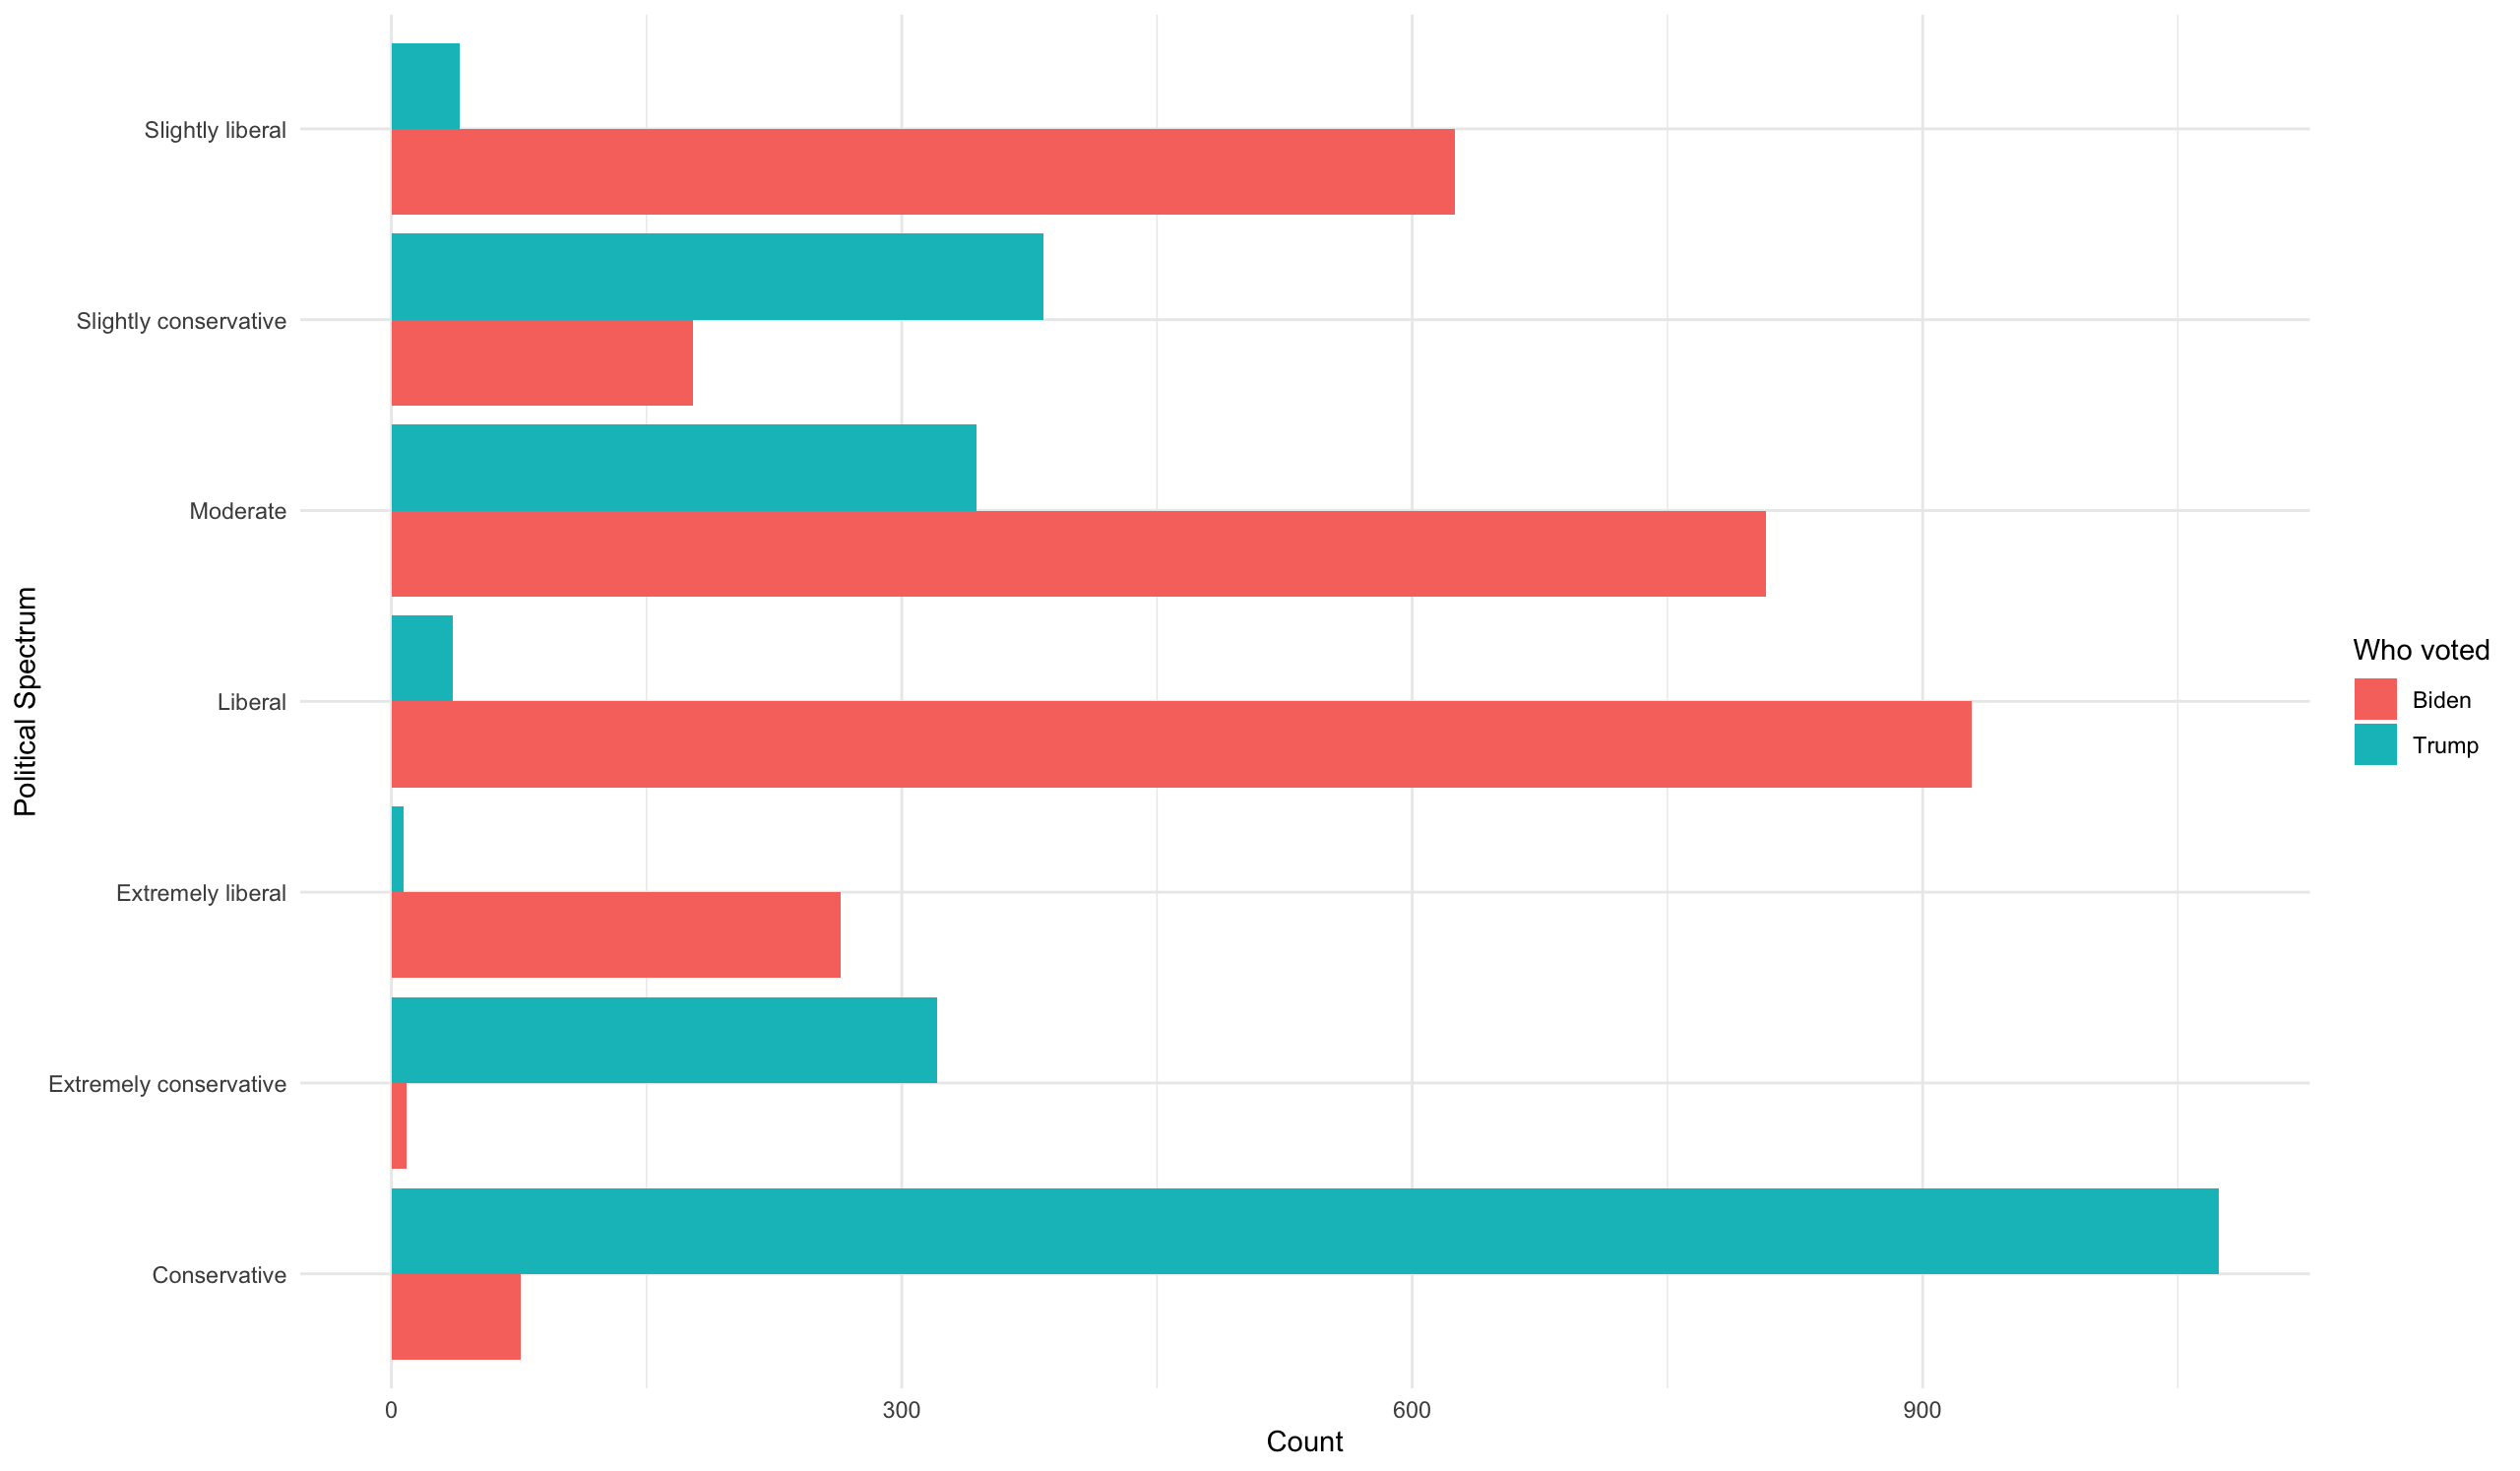 Slightly liberal
Slightly conservative
Moderate
Liberal
Extremely liberal
Extremely conservative
Conservative
Political Spectrum
0 300 600 900
Count
Who voted
Biden
Trump